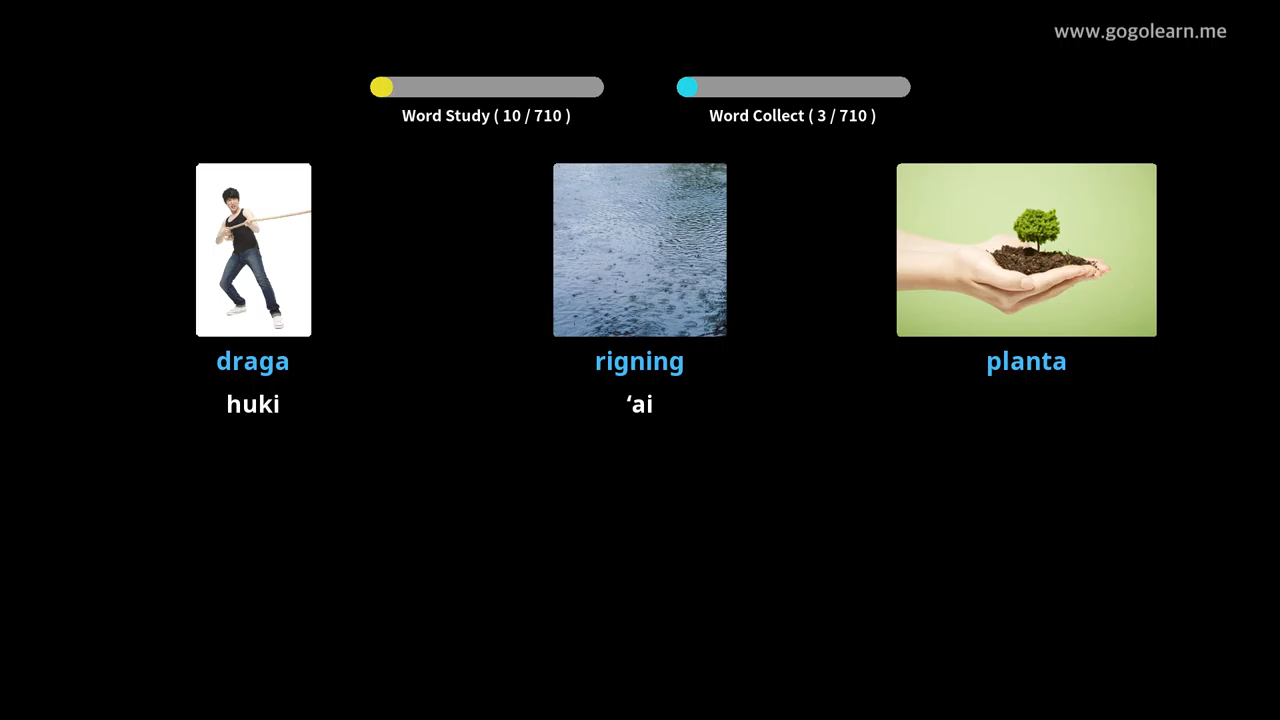 www.gogolearn.me
Word Study ( 10 / 710 )
Word Collect ( 3 / 710 )
draga
rigning
planta
huki
‘ai